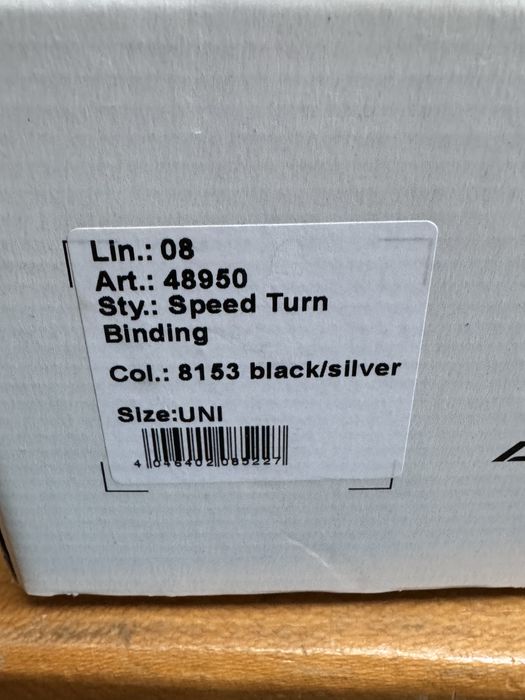 Lin.: 08
Art.: 48950
Sty.: Speed Turn
Binding
Col.: 8153 black/silver
Size:UNI
4 046402 085227